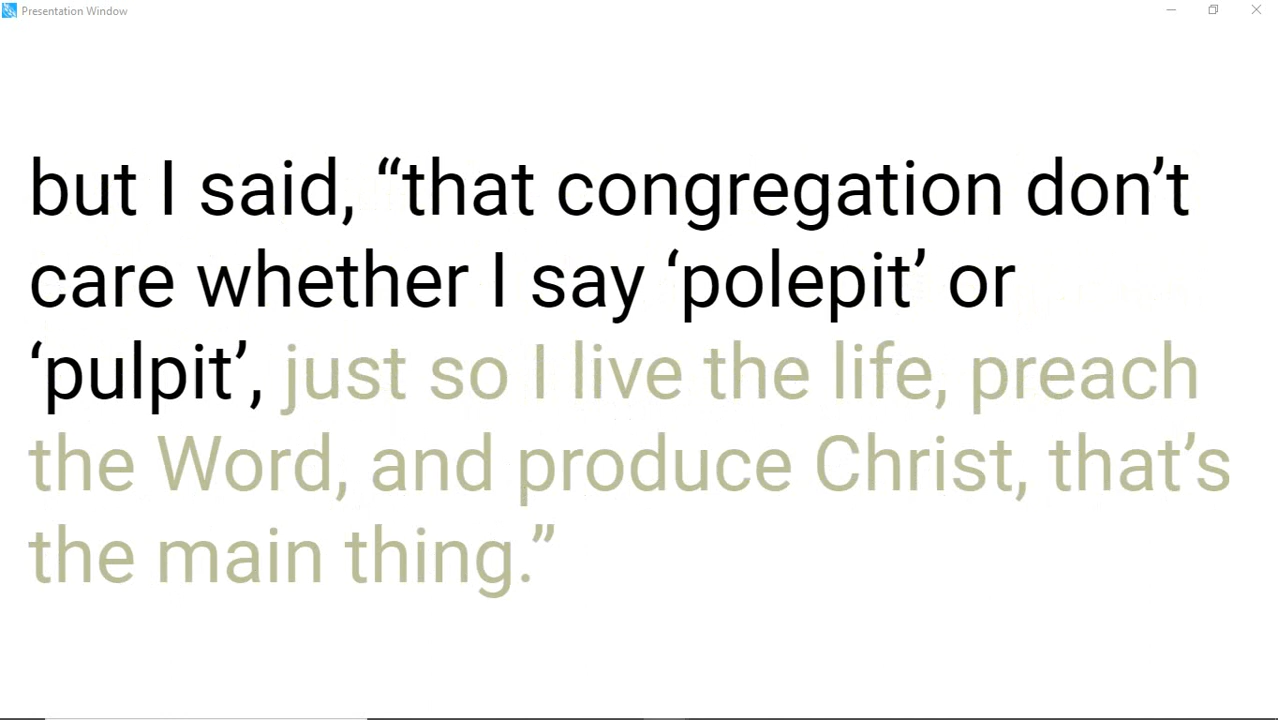 Presentation Window
but I said, “that congregation don’t
care whether I say ‘polepit’ or
‘pulpit’, just so I live the life, preach
the Word, and produce Christ, that’s
the main thing.”